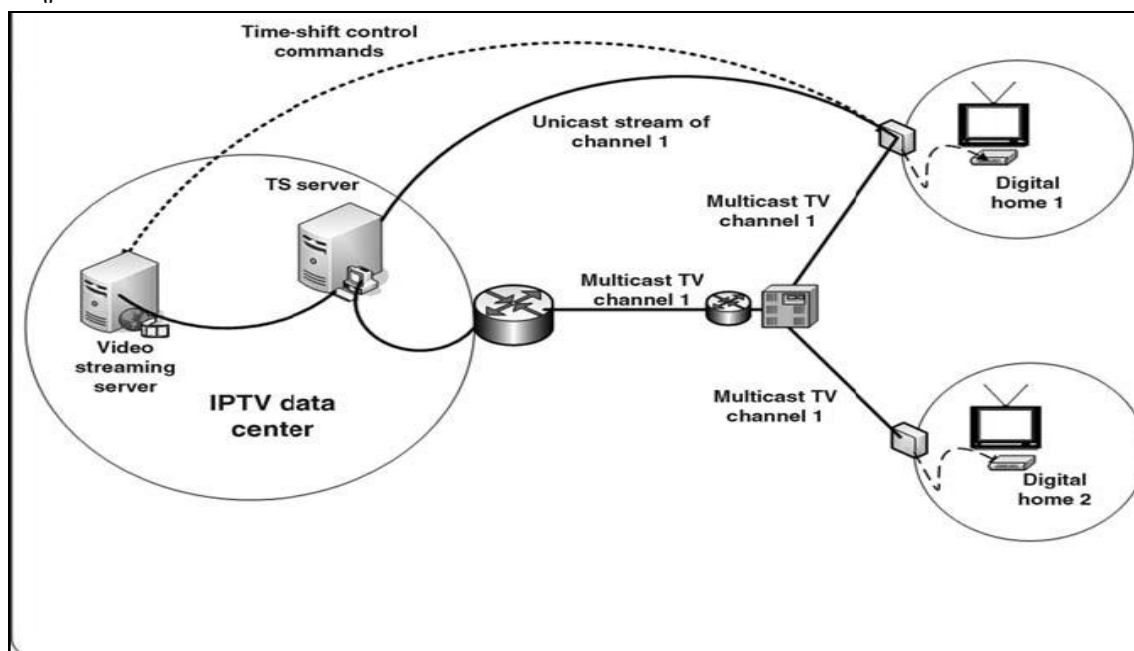 Time-shift control
commands
Unicast stream of
channel 1
TS server
Digital
home 1
Multicast TV
channel 1
Multicast TV
channel 1
Video
streaming
server
IPTV data
center
Multicast TV
channel 1
Digital
home 2